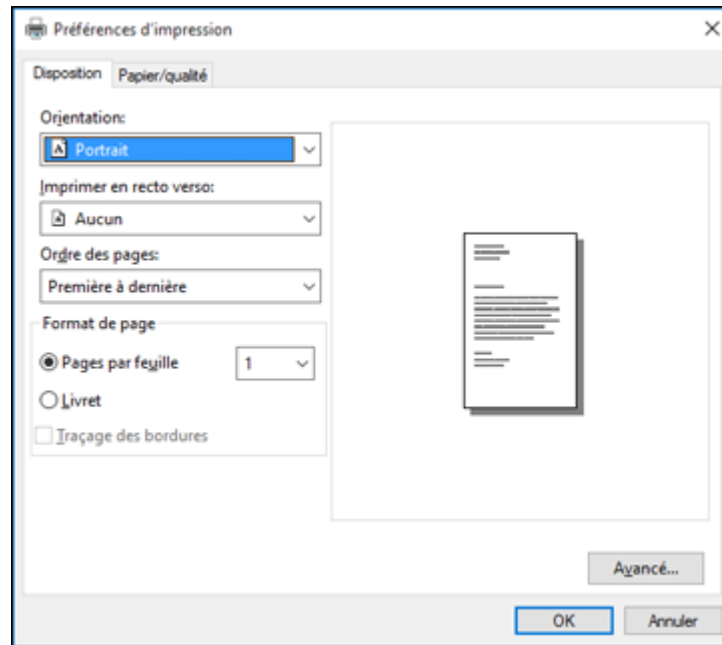 Préférences d'impression
Disposition
Papier/qualité
Orientation:
Portrait
Imprimer en recto verso:
Aucun
Ordre des pages:
Première à dernière
Format de page
Pages par feuille
1
Livret
Traçage des bordures
Avancé...
OK
Annuler